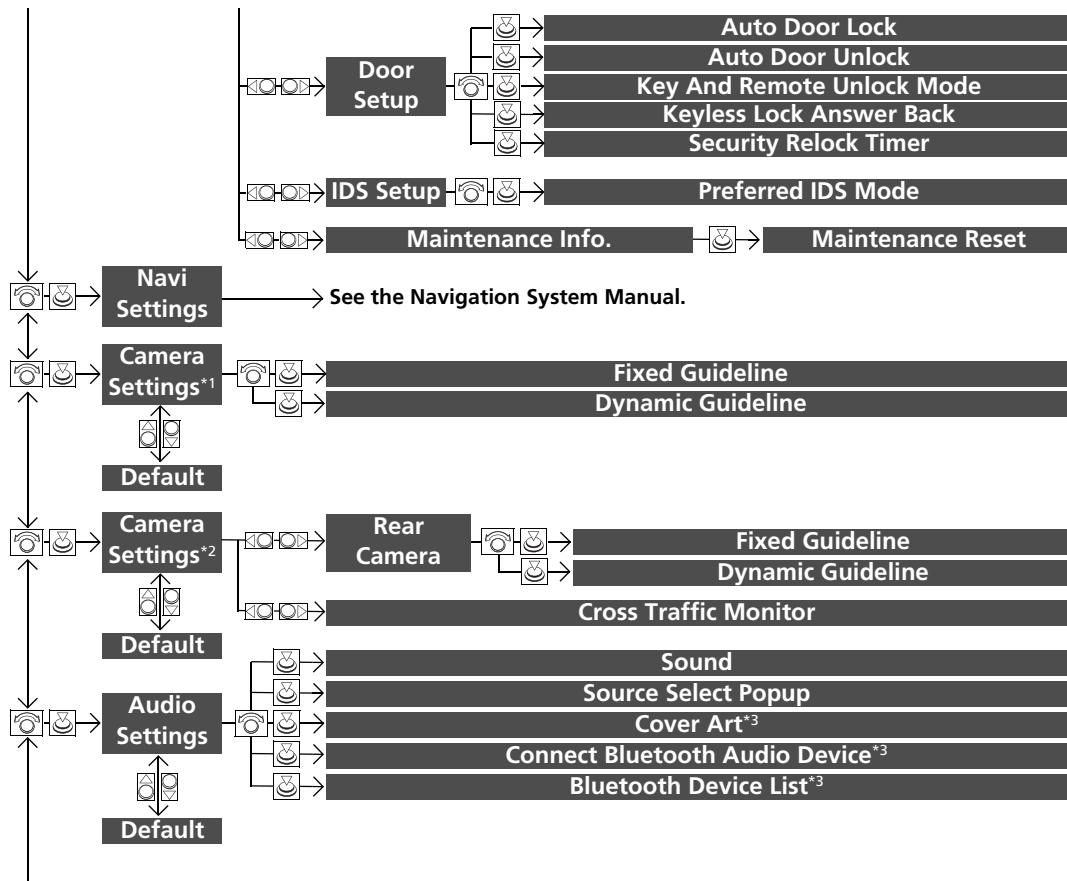 Auto Door Lock
Auto Door Unlock
Door
Setup
Key And Remote Unlock Mode
Keyless Lock Answer Back
Security Relock Timer
IDS Setup
Preferred IDS Mode
Maintenance Info.
Maintenance Reset
Navi
Settings
See the Navigation System Manual.
Camera
Settings*1
Fixed Guideline
Dynamic Guideline
Default
Camera
Settings*2
Rear
Camera
Fixed Guideline
Dynamic Guideline
Cross Traffic Monitor
Default
Audio
Settings
Sound
Source Select Popup
Cover Art*3
Connect Bluetooth Audio Device*3
Bluetooth Device List*3
Default